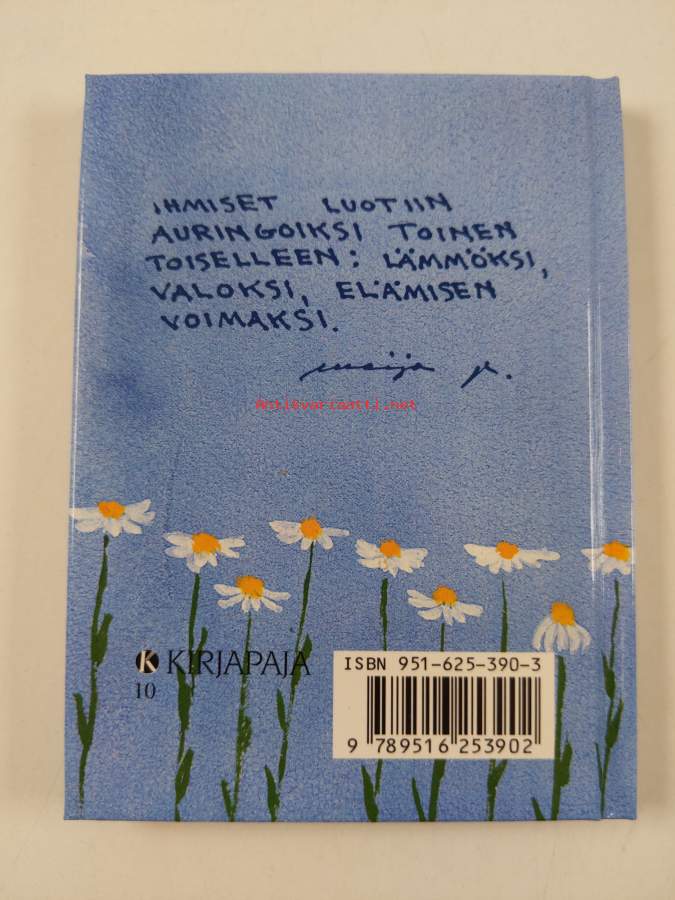 IHMISET LUOTIIN
AURINGOIKSI TOINEN
TOISELLEEN: LÄMMÖKSI,
VALOKSI, ELÄMISEN
VOIMAKSI.
maija p.
Antikvariaatti.net
K KIRJAPAJA
10
ISBN 951-625-390-3
9 789516 253902